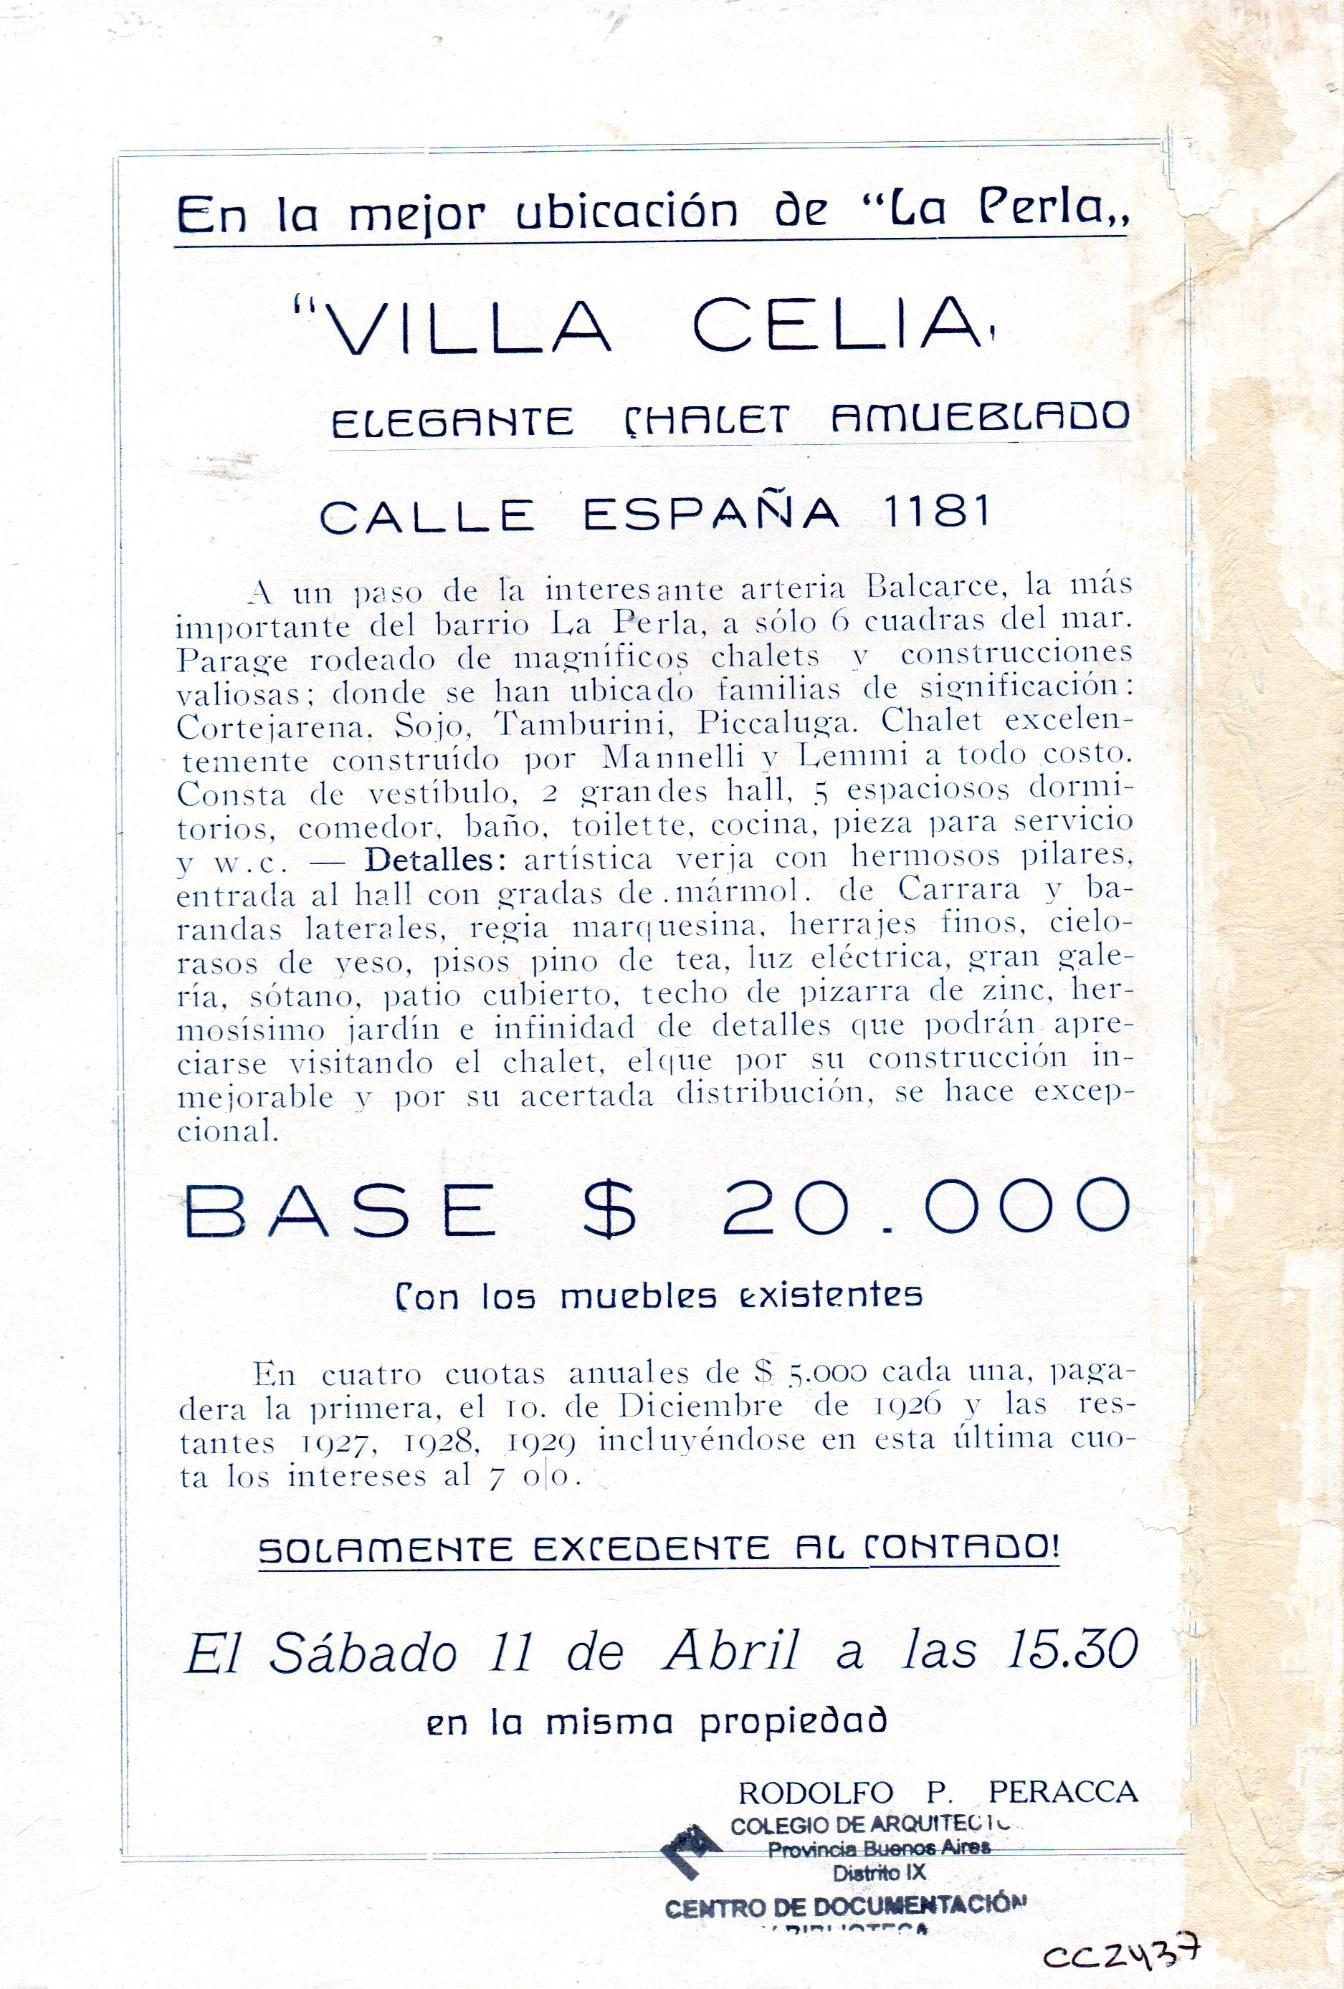 En la mejor ubicación de “La Perla„
“VILLA CELIA,
ELEGANTE CHALET AMUEBLADO
CALLE ESPAÑA 1181
A un paso de la interesante arteria Balcarce, la más
importante del barrio La Perla, a sólo 6 cuadras del mar.
Parage rodeado de magníficos chalets y construcciones
valiosas; donde se han ubicado familias de significación:
Cortejarena. Sojo, Tamburini, Piccaluga. Chalet excelen-
temente construído por Mannelli y Lemmi a todo costo.
Consta de vestíbulo, 2 grandes hall, 5 espaciosos dormi-
torios, comedor, baño, toilette, cocina, pieza para servicio
y w.c. — Detalles: artística verja con hermosos pilares,
entrada al hall con gradas de .mármol. de Carrara y ba-
randas laterales, regia marquesina, herrajes finos, cielo-
rasos de yeso, pisos pino de tea, luz eléctrica, gran gale-
ría, sótano, patio cubierto, techo de pizarra de zinc, her-
mosísimo jardín e infinidad de detalles que podrán apre-
ciarse visitando el chalet, elque por su construcción in-
mejorable y por su acertada distribución, se hace excep-
cional.
BASE $ 20.000
Con los muebles existentes
En cuatro cuotas anuales de $ 5.000 cada una, paga-
dera la primera, el 10. de Diciembre de 1926 y las res-
tantes 1927, 1928, 1929 incluyéndose en esta última cuo-
ta los intereses al 7 o|o.
SOLAMENTE EXCEDENTE AL CONTADO!
El Sábado 11 de Abril a las 15.30
en la misma propiedad
RODOLFO P. PERACCA
COLEGIO DE
Provincia Buenos Aires
Distrito IX
CENTRO DE DOCUMENTACIÓN
CC2437